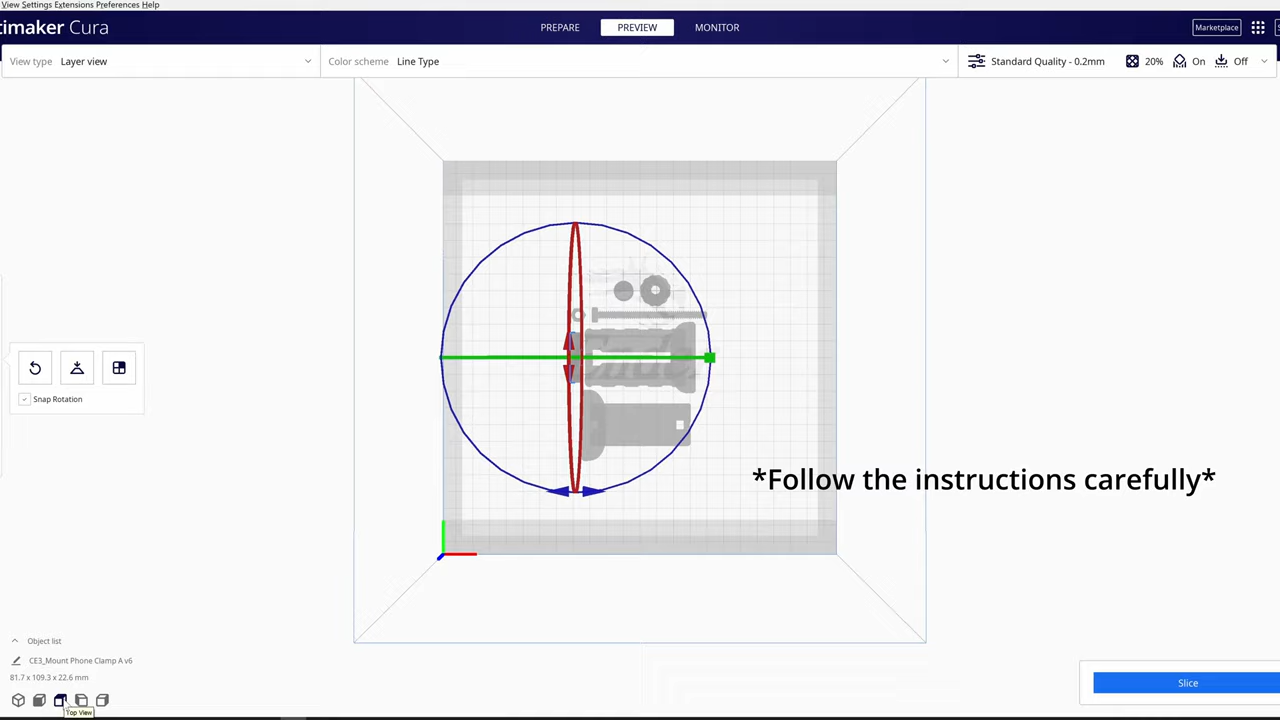 View Settings Extensions Preferences Help
timaker Cura
PREPARE
PREVIEW
MONITOR
Marketplace
View type Layer view
Color scheme Line Type
Standard Quality - 0.2mm
20%
On
Off
Snap Rotation
*Follow the instructions carefully*
Object list
CE3_Mount Phone Clamp A v6
81.7 x 109.3 x 22.6 mm
Top View
Slice